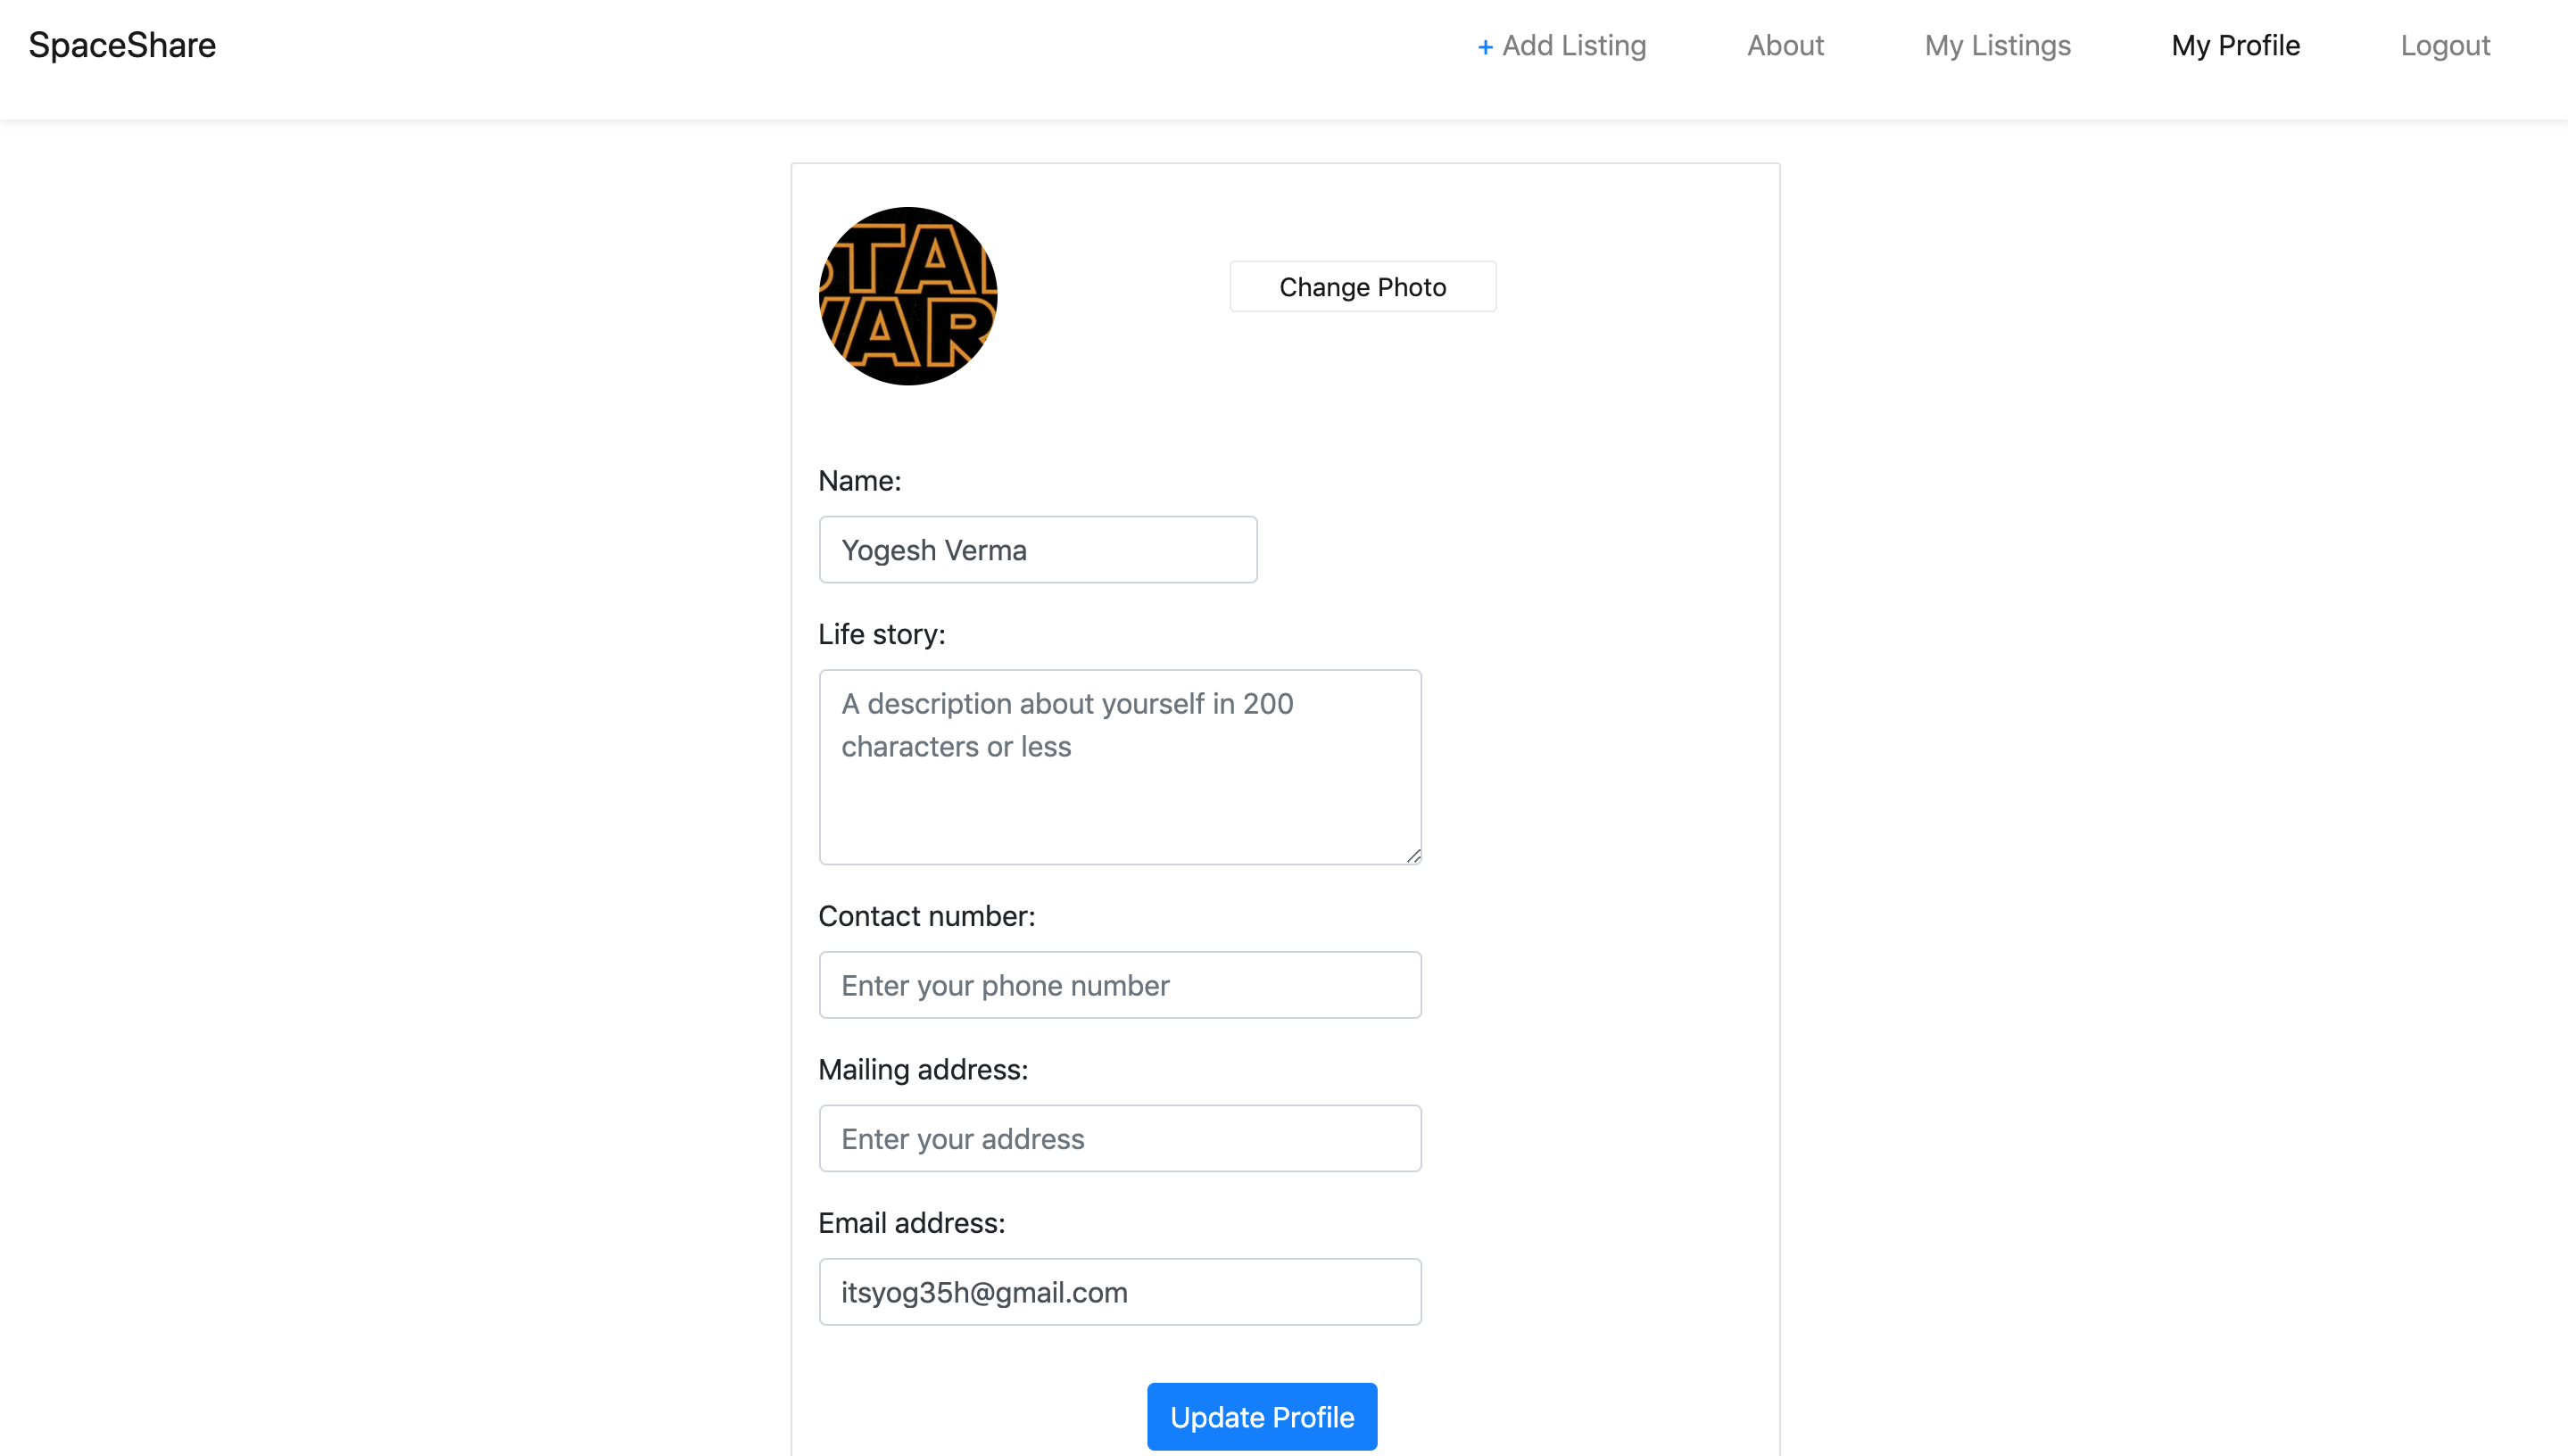 SpaceShare
+ Add Listing
About
My Listings
My Profile
Logout
STAR
WARS
Change Photo
Name:
Yogesh Verma
Life story:
A description about yourself in 200
characters or less
Contact number:
Enter your phone number
Mailing address:
Enter your address
Email address:
itsyog35h@gmail.com
Update Profile